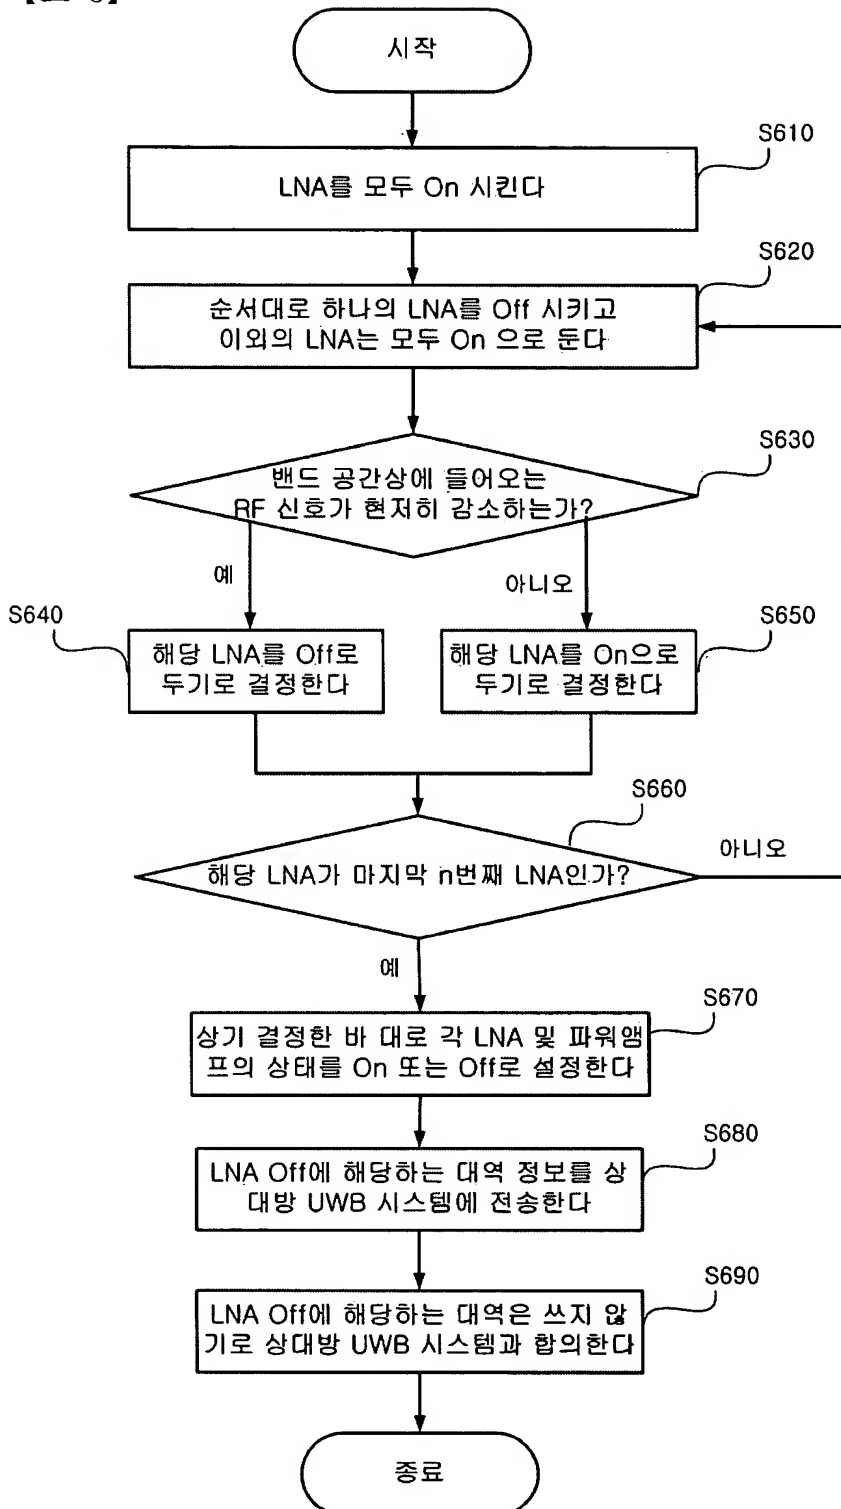 시작
S610
LNA를 모두 On 시킨다
S620
순서대로 하나의 LNA를 Off 시키고
이외의 LNA는 모두 On 으로 둔다
S630
밴드 공간상에 들어오는
RF 신호가 현저히 감소하는가?
예
아니오
S640
해당 LNA를 Off로
두기로 결정한다
S650
해당 LNA를 On으로
두기로 결정한다
S660
해당 LNA가 마지막 n번째 LNA인가?
아니오
예
S670
상기 결정한 바 대로 각 LNA 및 파워앰
프의 상태를 On 또는 Off로 설정한다
S680
LNA Off에 해당하는 대역 정보를 상
대방 UWB 시스템에 전송한다
S690
LNA Off에 해당하는 대역은 쓰지 않
기로 상대방 UWB 시스템과 합의한다
종료